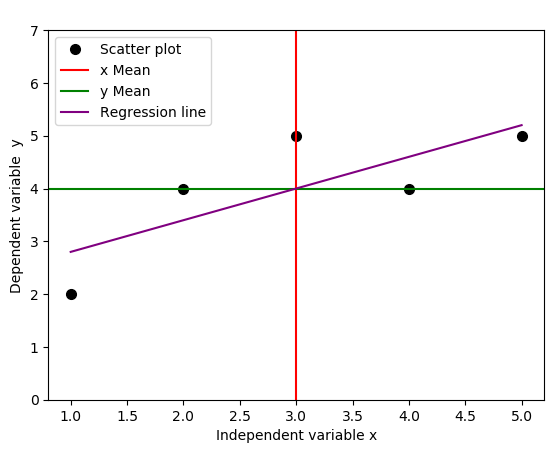 Scatter plot
x Mean
y Mean
Regression line
Dependent variable  y
7
6
5
4
3
2
1
0
1.0 1.5 2.0 2.5 3.0 3.5 4.0 4.5 5.0
Independent variable x